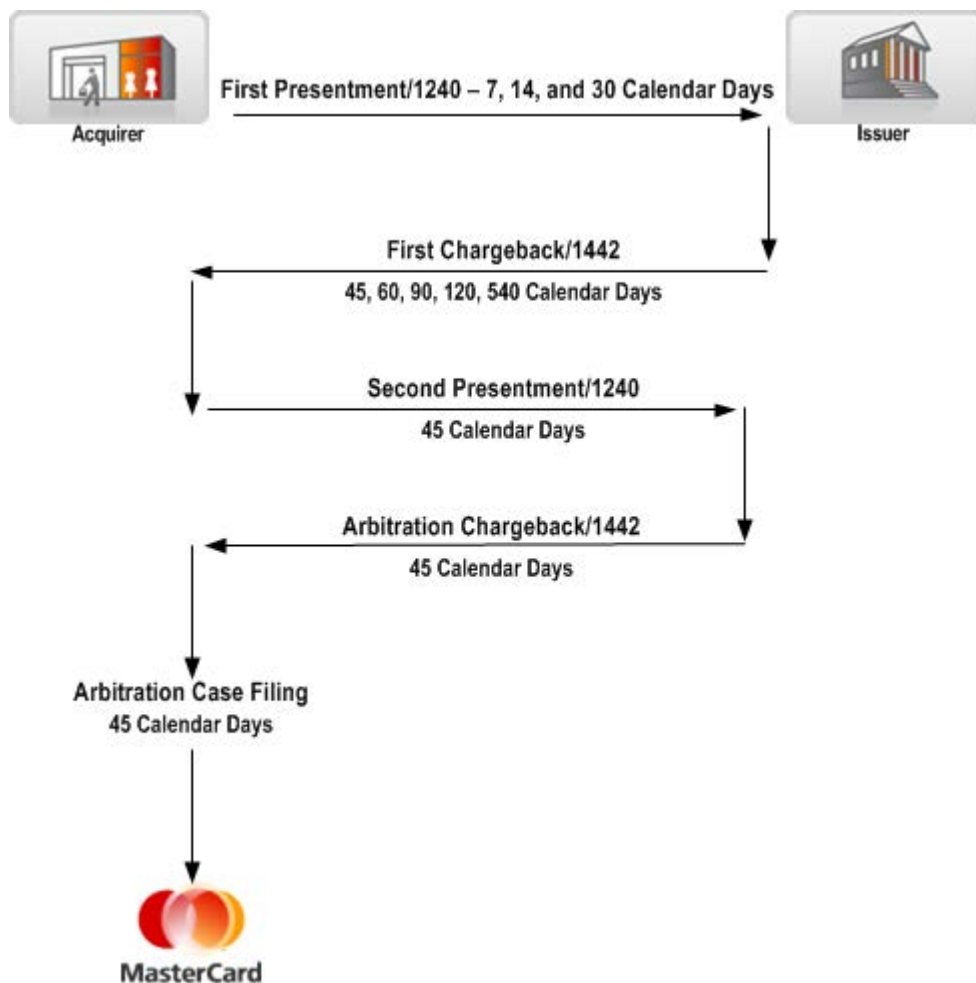 First Presentment/1240 – 7, 14, and 30 Calendar Days
Acquirer
Issuer
First Chargeback/1442
45, 60, 90, 120, 540 Calendar Days
Second Presentment/1240
45 Calendar Days
Arbitration Chargeback/1442
45 Calendar Days
Arbitration Case Filing
45 Calendar Days
MasterCard